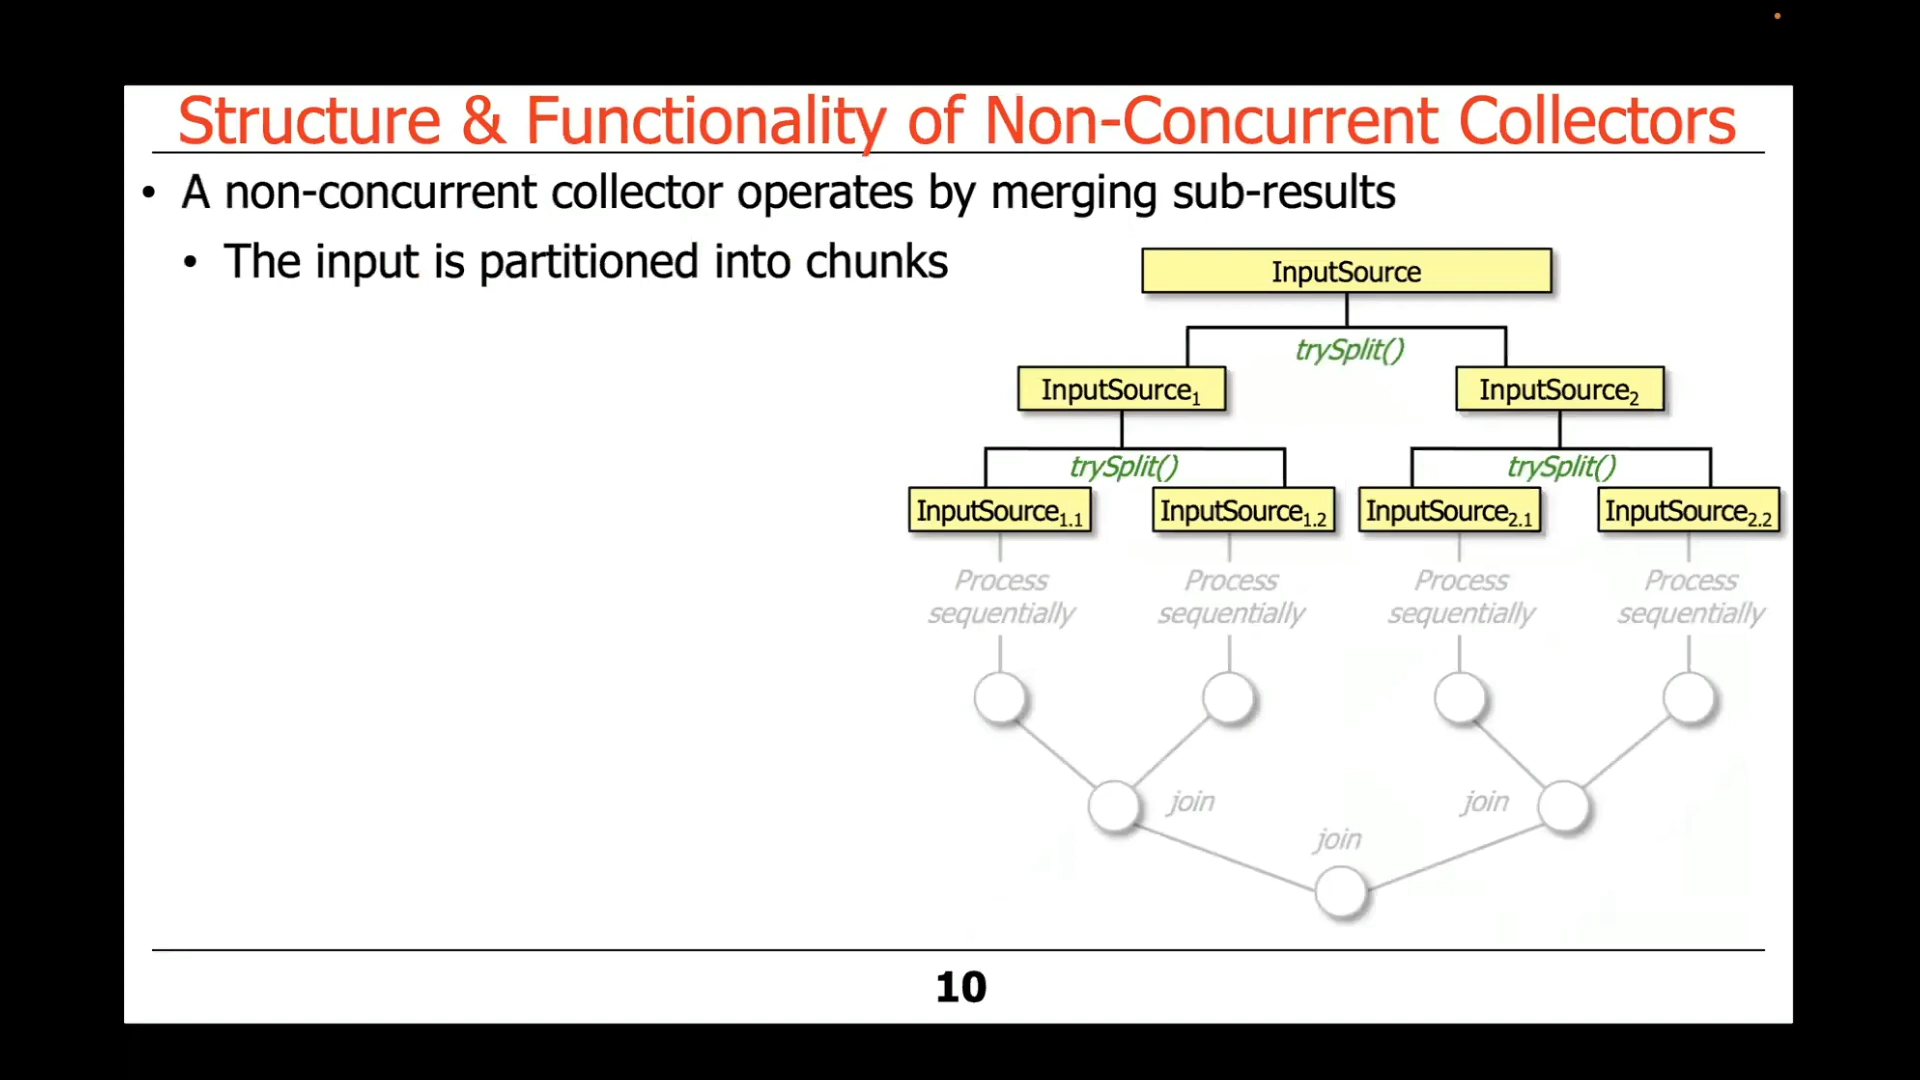 Structure & Functionality of Non-Concurrent Collectors
• A non-concurrent collector operates by merging sub-results
• The input is partitioned into chunks
InputSource
trySplit()
InputSource1
InputSource2
trySplit()
trySplit()
InputSource1.1
InputSource1.2
InputSource2.1
InputSource2.2
Process
sequentially
Process
sequentially
Process
sequentially
Process
sequentially
join
join
join
10